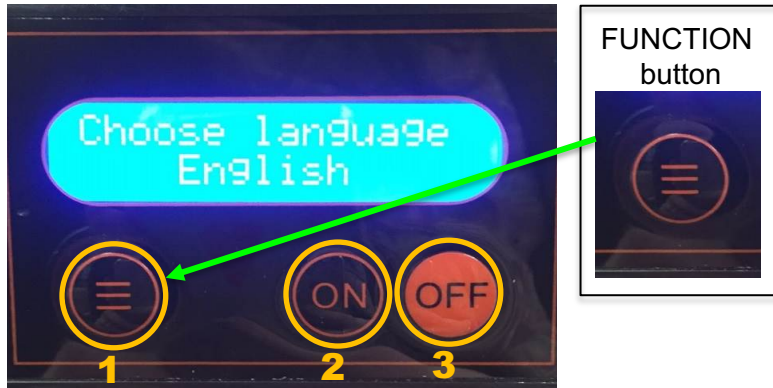 Choose language
English
ON
OFF
1
2
3
FUNCTION
button